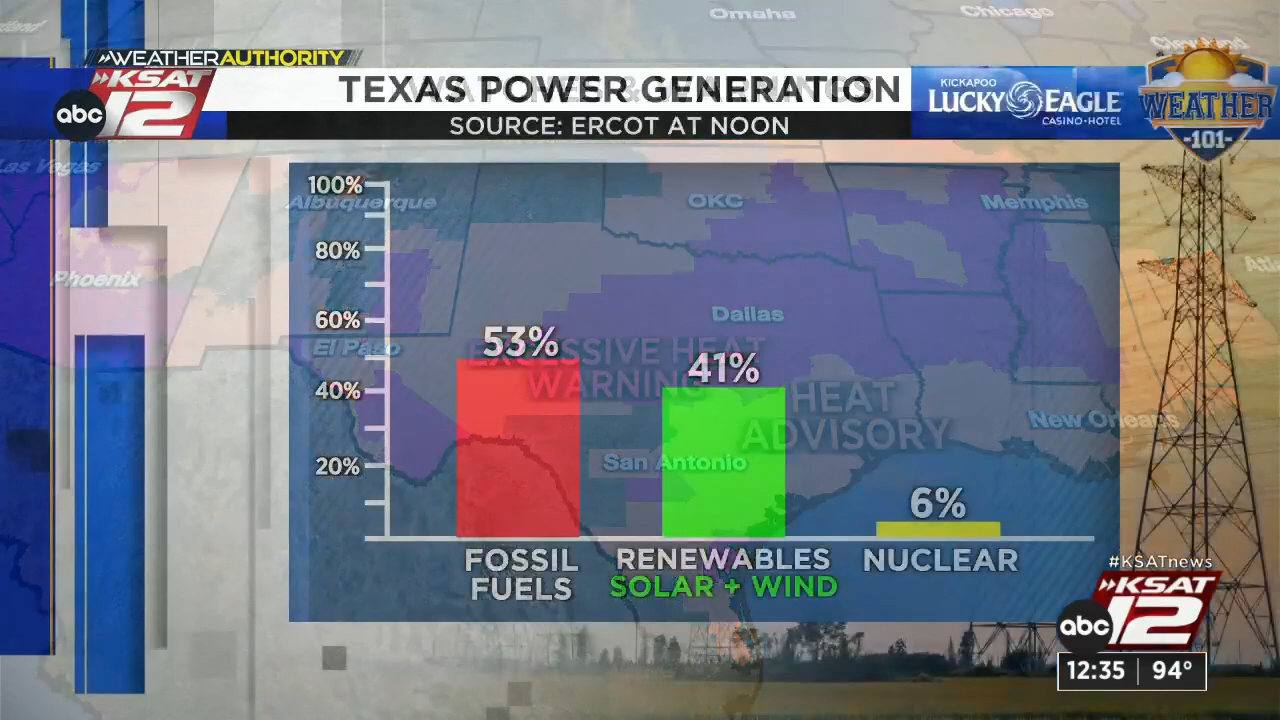 Omaha
Chicago
Cleveland
»WEATHERAUTHORITY
»KSAT
abc 12
TEXAS POWER GENERATION
SOURCE: ERCOT AT NOON
KICKAPOO
LUCKY EAGLE
CASINO•HOTEL
WEATHER
-101-
Las Vegas
Albuquerque
OKC
Memphis
Phoenix
Dallas
El Paso
EXCESSIVE HEAT
WARNING
HEAT
ADVISORY
New Orleans
San Antonio
100%
80%
60%
40%
20%
53%
41%
6%
FOSSIL
FUELS
RENEWABLES
SOLAR + WIND
NUCLEAR
#KSATnews
»KSAT
abc 12
12:35 94°